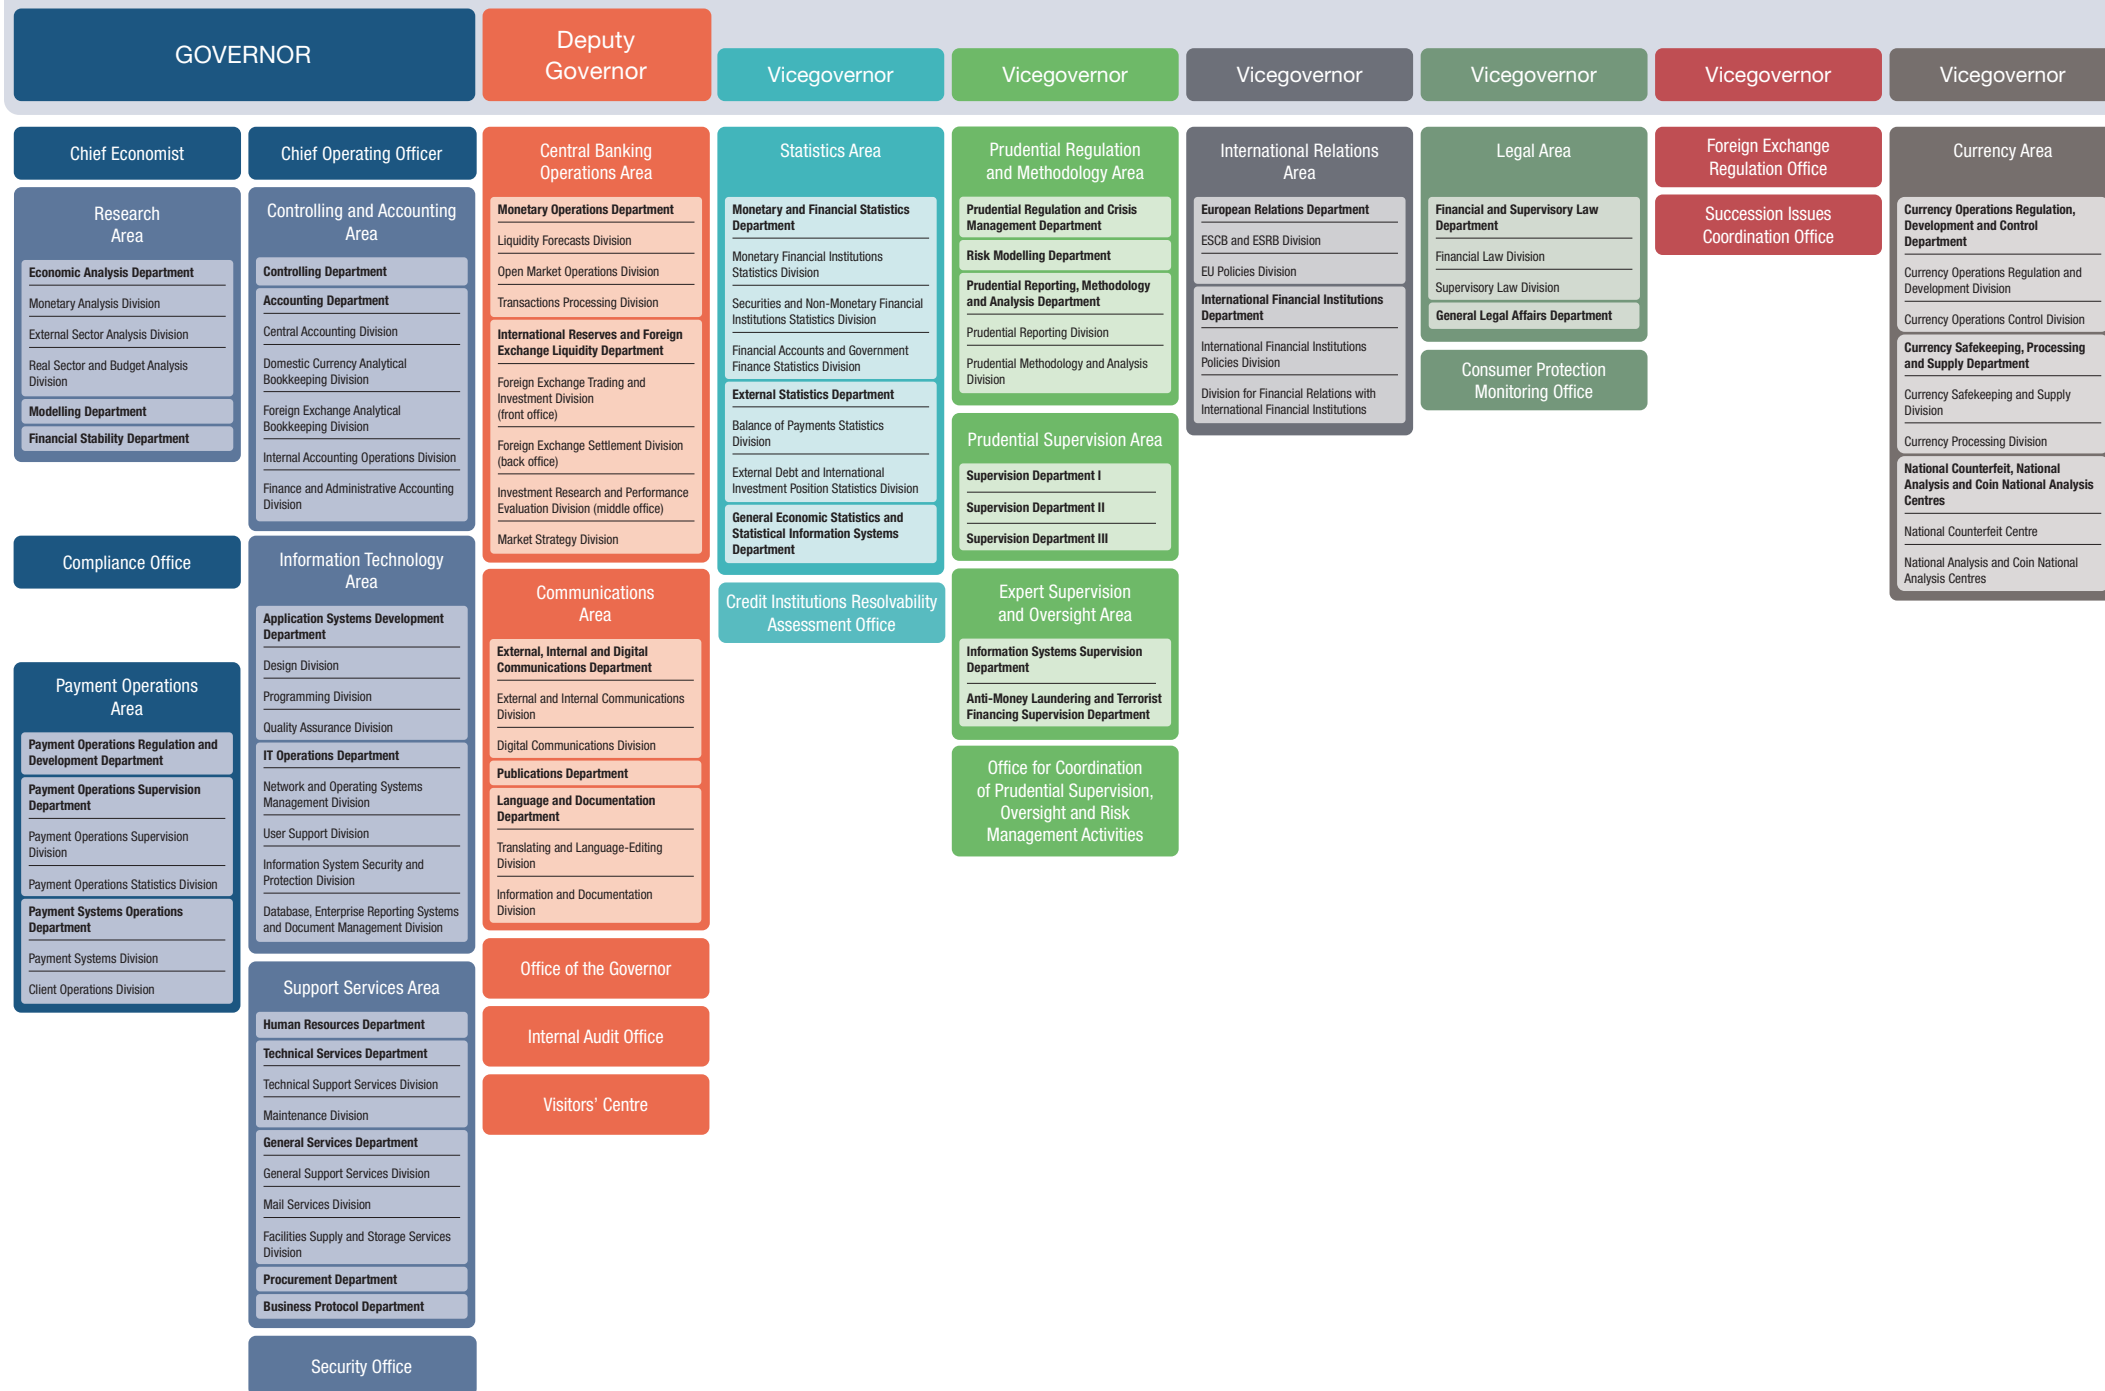 GOVERNOR
Deputy
Governor
Vicegovernor
Vicegovernor
Vicegovernor
Vicegovernor
Vicegovernor
Vicegovernor
Chief Economist
Research
Area
Economic Analysis Department
Monetary Analysis Division
External Sector Analysis Division
Real Sector and Budget Analysis
Division
Modelling Department
Financial Stability Department
Compliance Office
Payment Operations
Area
Payment Operations Regulation and
Development Department
Payment Operations Supervision
Department
Payment Operations Supervision
Division
Payment Operations Statistics Division
Payment Systems Operations
Department
Payment Systems Division
Client Operations Division
Chief Operating Officer
Controlling and Accounting
Area
Controlling Department
Accounting Department
Central Accounting Division
Domestic Currency Analytical
Bookkeeping Division
Foreign Exchange Analytical
Bookkeeping Division
Internal Accounting Operations Division
Finance and Administrative Accounting
Division
Information Technology
Area
Application Systems Development
Department
Design Division
Programming Division
Quality Assurance Division
IT Operations Department
Network and Operating Systems
Management Division
User Support Division
Information System Security and
Protection Division
Database, Enterprise Reporting Systems
and Document Management Division
Support Services Area
Human Resources Department
Technical Services Department
Technical Support Services Division
Maintenance Division
General Services Department
General Support Services Division
Mail Services Division
Facilities Supply and Storage Services
Division
Procurement Department
Business Protocol Department
Security Office
Central Banking
Operations Area
Monetary Operations Department
Liquidity Forecasts Division
Open Market Operations Division
Transactions Processing Division
International Reserves and Foreign
Exchange Liquidity Department
Foreign Exchange Trading and
Investment Division
(front office)
Foreign Exchange Settlement Division
(back office)
Investment Research and Performance
Evaluation Division (middle office)
Market Strategy Division
Communications
Area
External, Internal and Digital
Communications Department
External and Internal Communications
Division
Digital Communications Division
Publications Department
Language and Documentation
Department
Translating and Language-Editing
Division
Information and Documentation
Division
Office of the Governor
Internal Audit Office
Visitors' Centre
Statistics Area
Monetary and Financial Statistics
Department
Monetary Financial Institutions
Statistics Division
Securities and Non-Monetary Financial
Institutions Statistics Division
Financial Accounts and Government
Finance Statistics Division
External Statistics Department
Balance of Payments Statistics
Division
External Debt and International
Investment Position Statistics Division
General Economic Statistics and
Statistical Information Systems
Department
Credit Institutions Resolvability
Assessment Office
Prudential Regulation
and Methodology Area
Prudential Regulation and Crisis
Management Department
Risk Modelling Department
Prudential Reporting, Methodology
and Analysis Department
Prudential Reporting Division
Prudential Methodology and Analysis
Division
Prudential Supervision Area
Supervision Department I
Supervision Department II
Supervision Department III
Expert Supervision
and Oversight Area
Information Systems Supervision
Department
Anti-Money Laundering and Terrorist
Financing Supervision Department
Office for Coordination
of Prudential Supervision,
Oversight and Risk
Management Activities
International Relations
Area
European Relations Department
ESCB and ESRB Division
EU Policies Division
International Financial Institutions
Department
International Financial Institutions
Policies Division
Division for Financial Relations with
International Financial Institutions
Legal Area
Financial and Supervisory Law
Department
Financial Law Division
Supervisory Law Division
General Legal Affairs Department
Consumer Protection
Monitoring Office
Foreign Exchange
Regulation Office
Succession Issues
Coordination Office
Currency Area
Currency Operations Regulation,
Development and Control
Department
Currency Operations Regulation and
Development Division
Currency Operations Control Division
Currency Safekeeping, Processing
and Supply Department
Currency Safekeeping and Supply
Division
Currency Processing Division
National Counterfeit, National
Analysis and Coin National Analysis
Centres
National Counterfeit Centre
National Analysis and Coin National
Analysis Centres